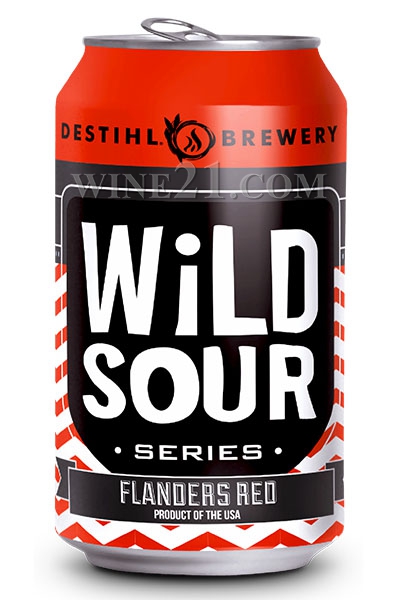 DESTIHL. BREWERY
WINE21.COM
WiLD
SOUR
• SERIES •
FLANDERS RED
PRODUCT OF THE USA